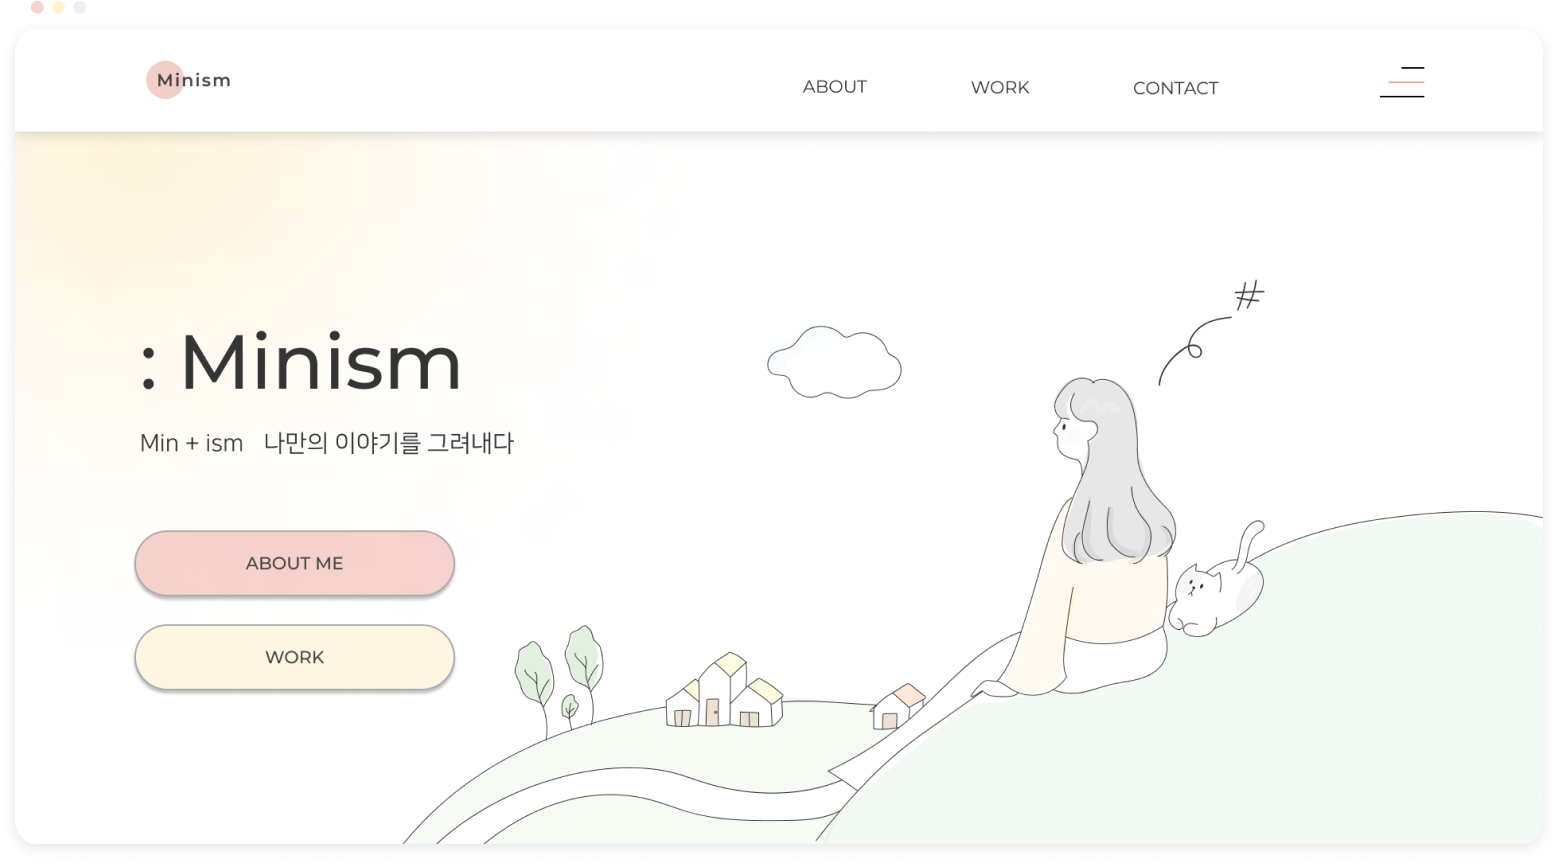 Minism
ABOUT
WORK
CONTACT
#
: Minism
Min + ism 나만의 이야기를 그려내다
ABOUT ME
WORK